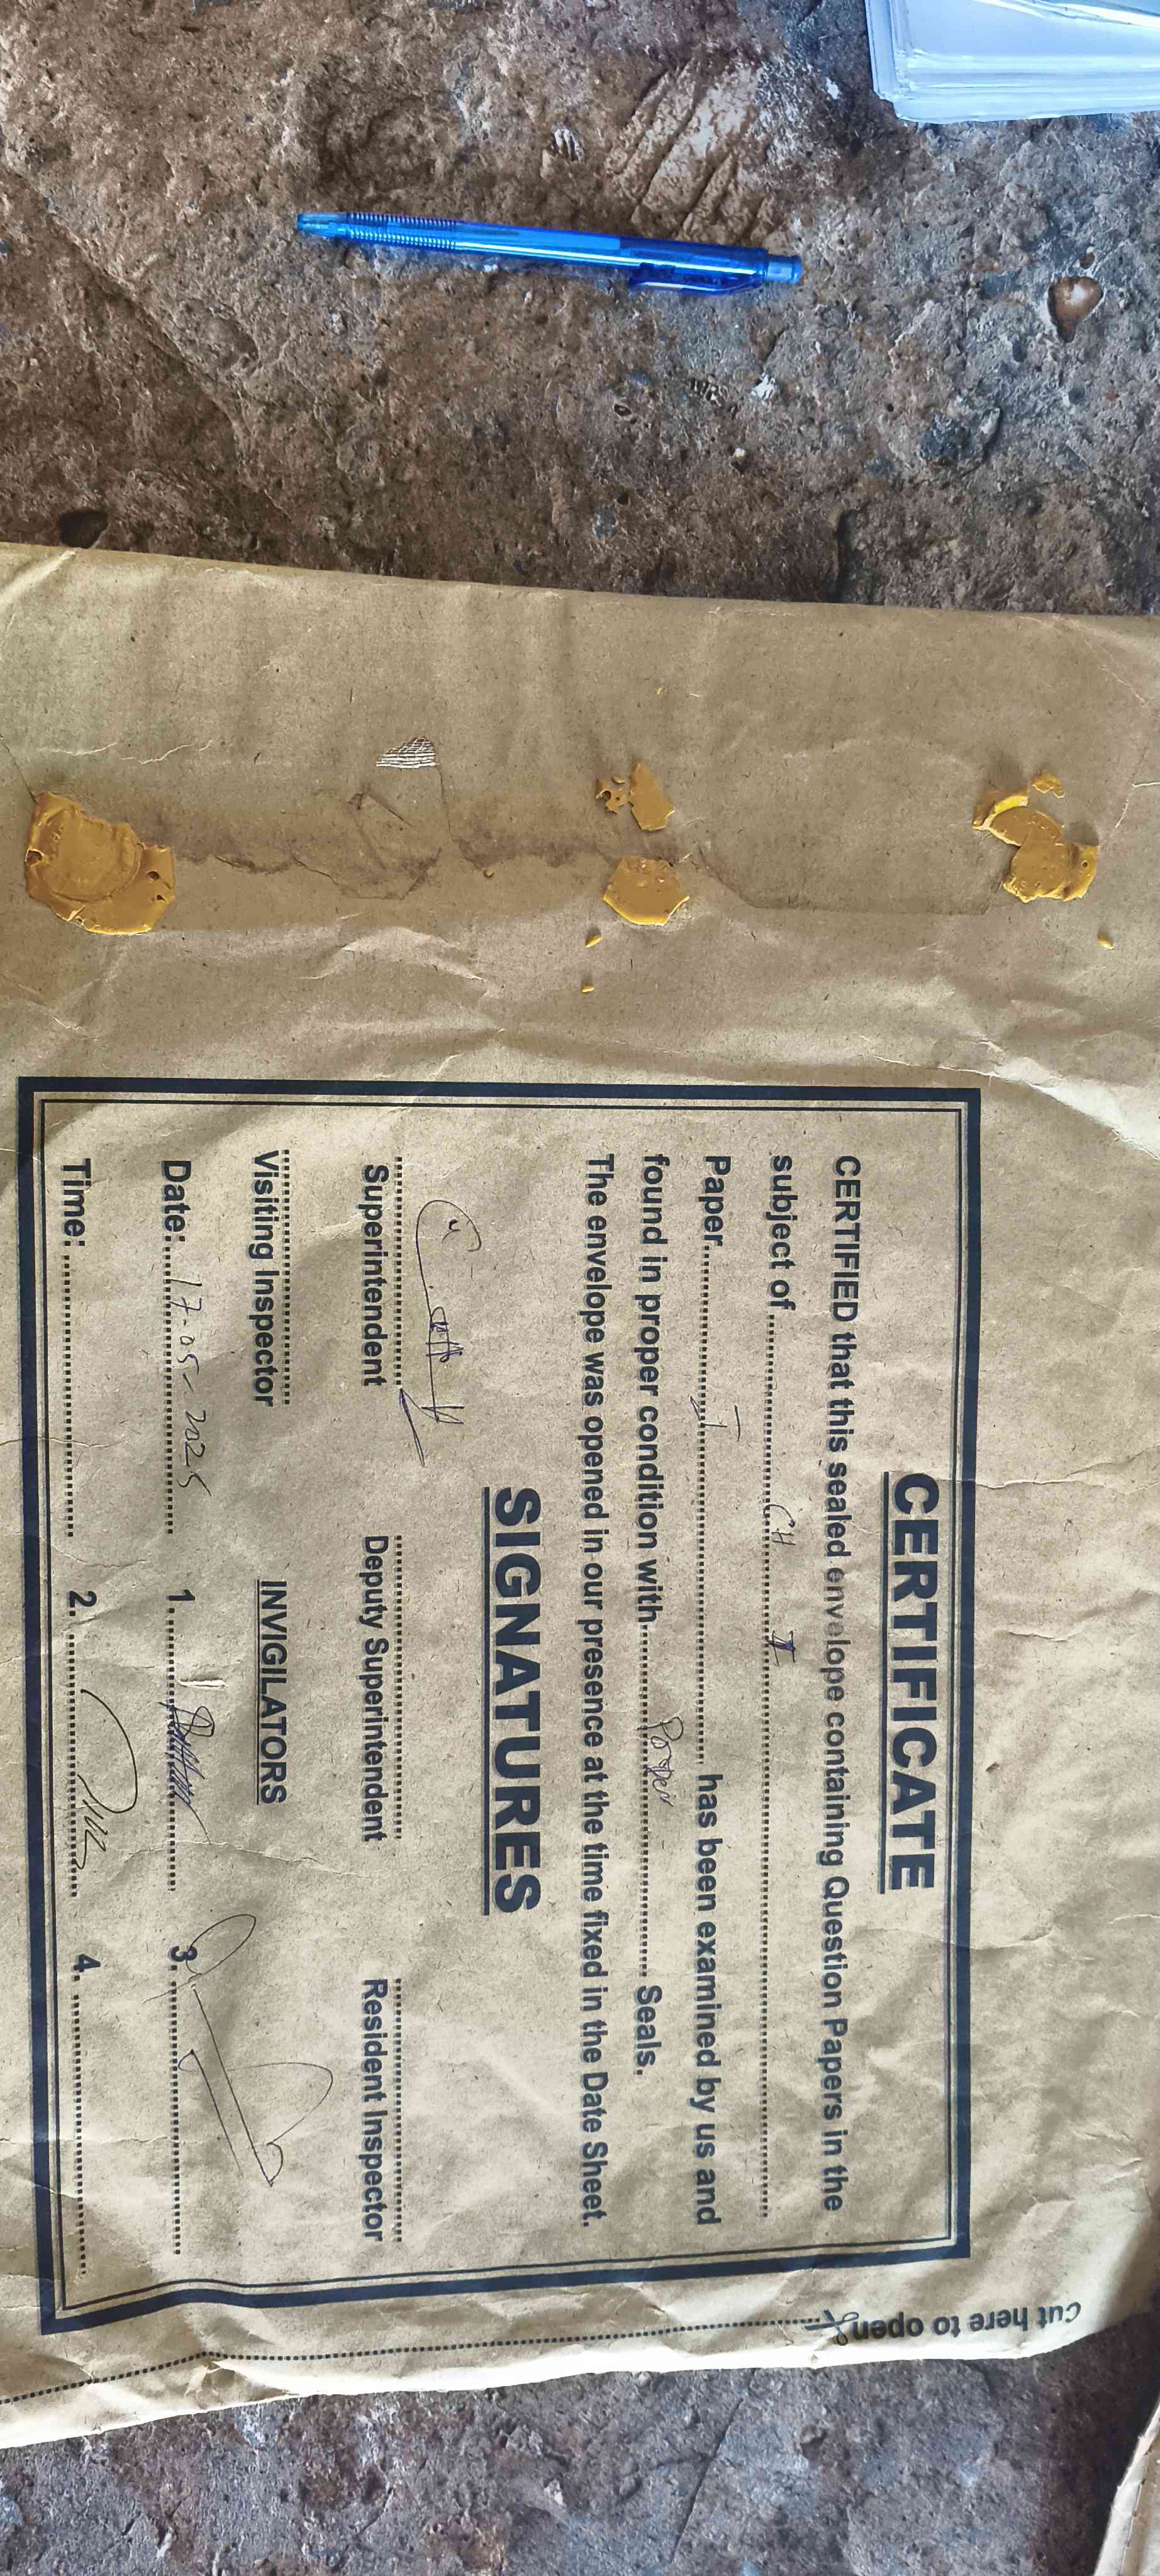 CERTIFICATE
CERTIFIED that this sealed envelope containing Question Papers in the
subject of ........ CH II ........
Paper ........ I ........ has been examined by us and
found in proper condition with ........ Proper ........ Seals.
The envelope was opened in our presence at the time fixed in the Date Sheet.
SIGNATURES
Superintendent Deputy Superintendent Resident Inspector
Visiting Inspector INVIGILATORS
Date: 17-05-2025 1. ........ 3. ........
Time: ........ 2. ........ 4. ........
Cut here to open